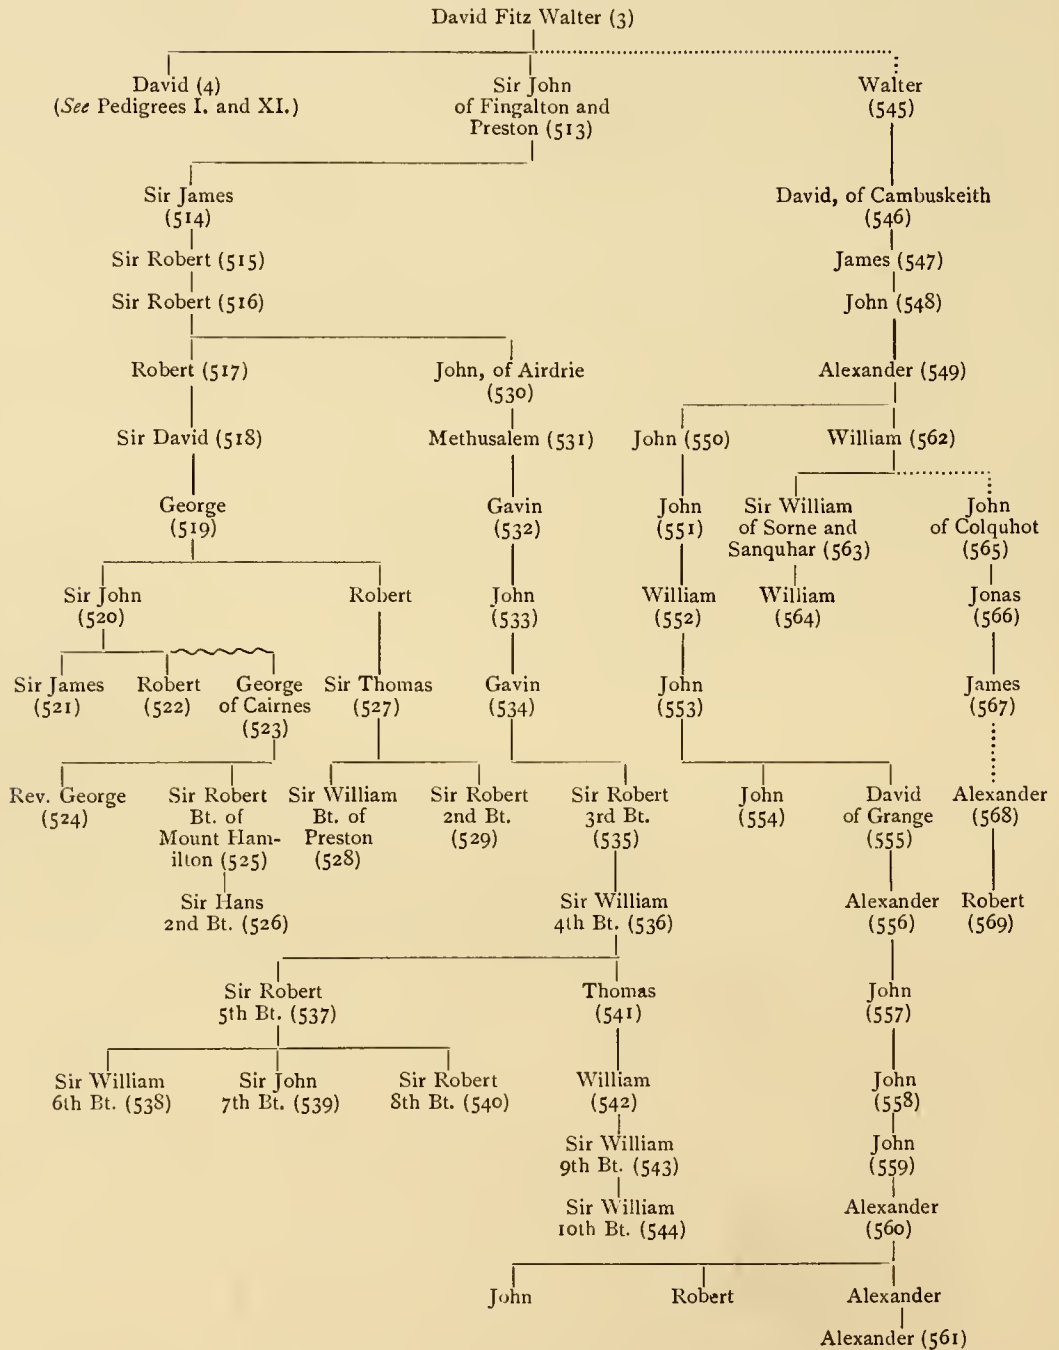 David Fitz Walter (3)
David (4)
(See Pedigrees I. and XI.)
Sir John
of Fingalton and
Preston (513)
Walter
(545)
Sir James
(514)
David, of Cambuskeith
(546)
Sir Robert (515)
James (547)
Sir Robert (516)
John (548)
Robert (517)
John, of Airdrie
(530)
Alexander (549)
Sir David (518)
Methusalem (531)
John (550)
William (562)
George
(519)
Gavin
(532)
John
(551)
Sir William
of Sorne and
Sanquhar (563)
John
of Colquhot
(565)
Sir John
(520)
Robert
John
(533)
William
(552)
William
(564)
Jonas
(566)
Sir James
(521)
Robert
(522)
George
of Cairnes
(523)
Sir Thomas
(527)
Gavin
(534)
John
(553)
James
(567)
Rev. George
(524)
Sir Robert
Bt. of
Mount Ham-
ilton (525)
Sir William
Bt. of
Preston
(528)
Sir Robert
2nd Bt.
(529)
Sir Robert
3rd Bt.
(535)
John
(554)
David
of Grange
(555)
Alexander
(568)
Sir Hans
2nd Bt. (526)
Sir William
4th Bt. (536)
Alexander
(556)
Robert
(569)
Sir Robert
5th Bt. (537)
Thomas
(541)
John
(557)
Sir William
6th Bt. (538)
Sir John
7th Bt. (539)
Sir Robert
8th Bt. (540)
William
(542)
John
(558)
Sir William
9th Bt. (543)
John
(559)
Sir William
10th Bt. (544)
Alexander
(560)
John
Robert
Alexander
Alexander (561)